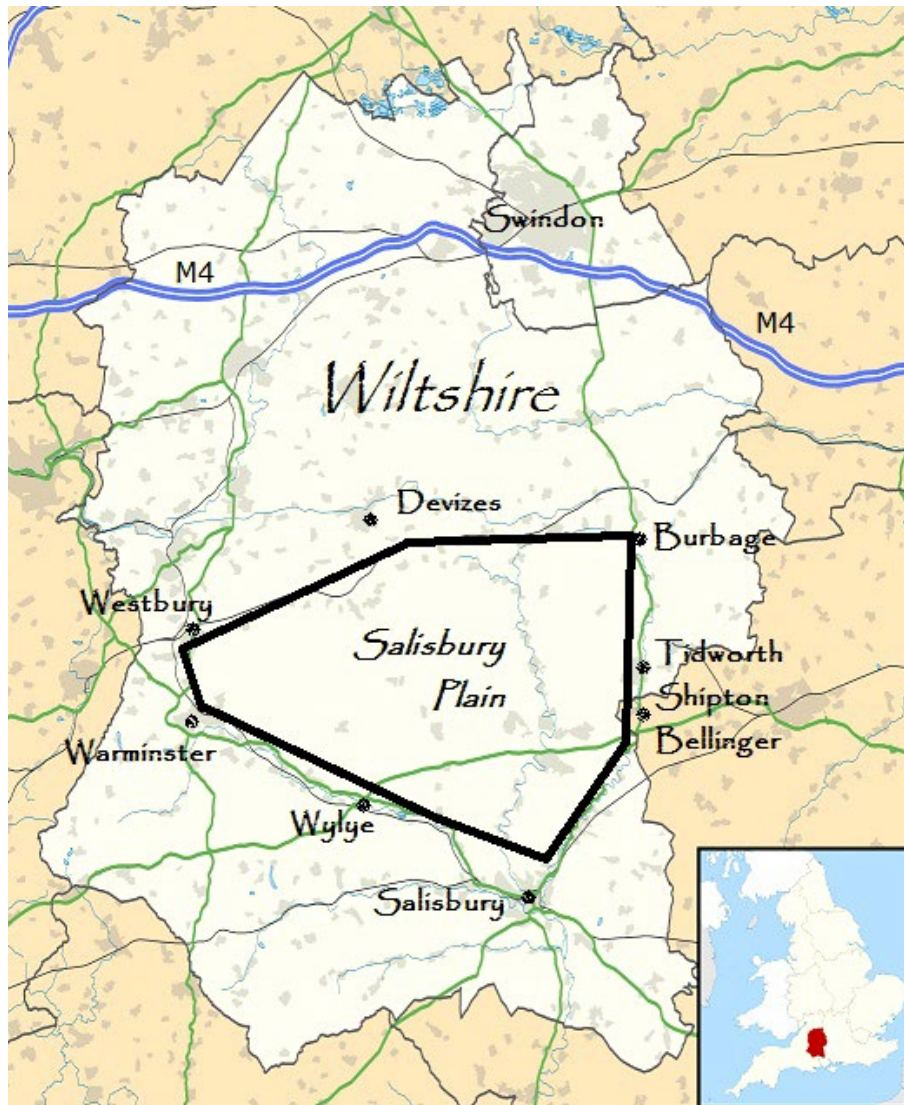 Swindon
M4
M4
Wiltshire
Devizes
Burbage
Westbury
Salisbury
Plain
Tidworth
Shipton
Bellinger
Warminster
Wylye
Salisbury